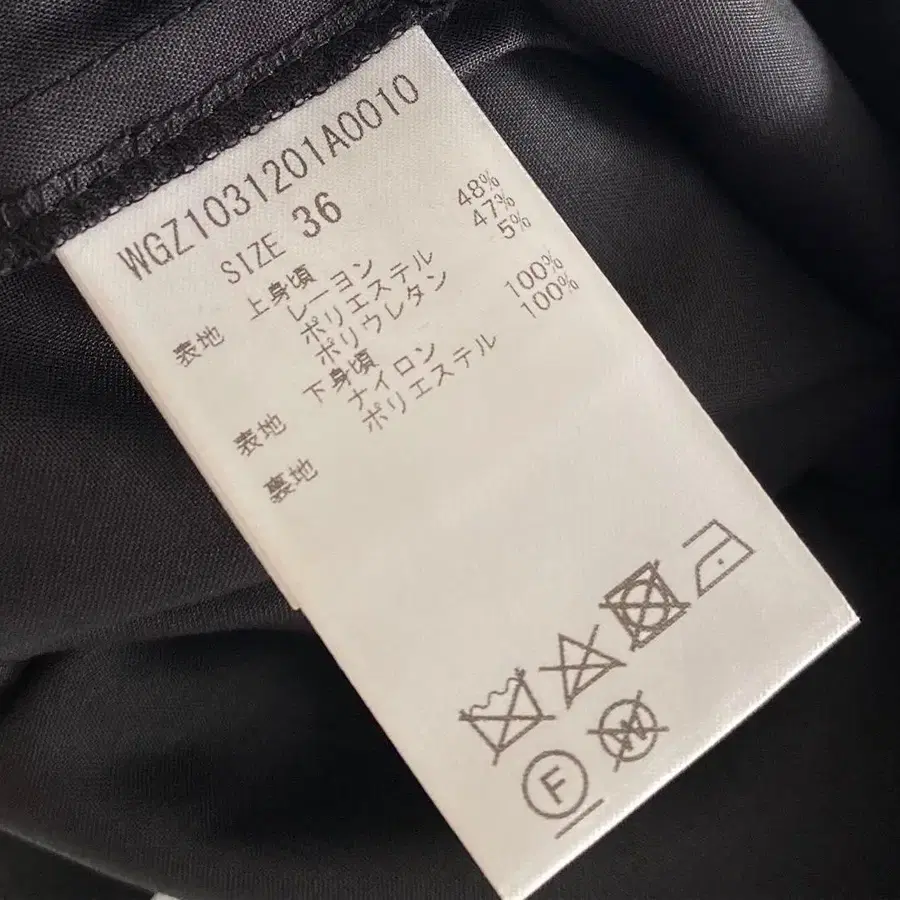 WGZ1031201A0010
SIZE 36
表地 上身頃
レーヨン 48%
ポリエステル 47%
ポリウレタン 5%
表地 下身頃
ナイロン 100%
裏地 ポリエステル 100%
F
W